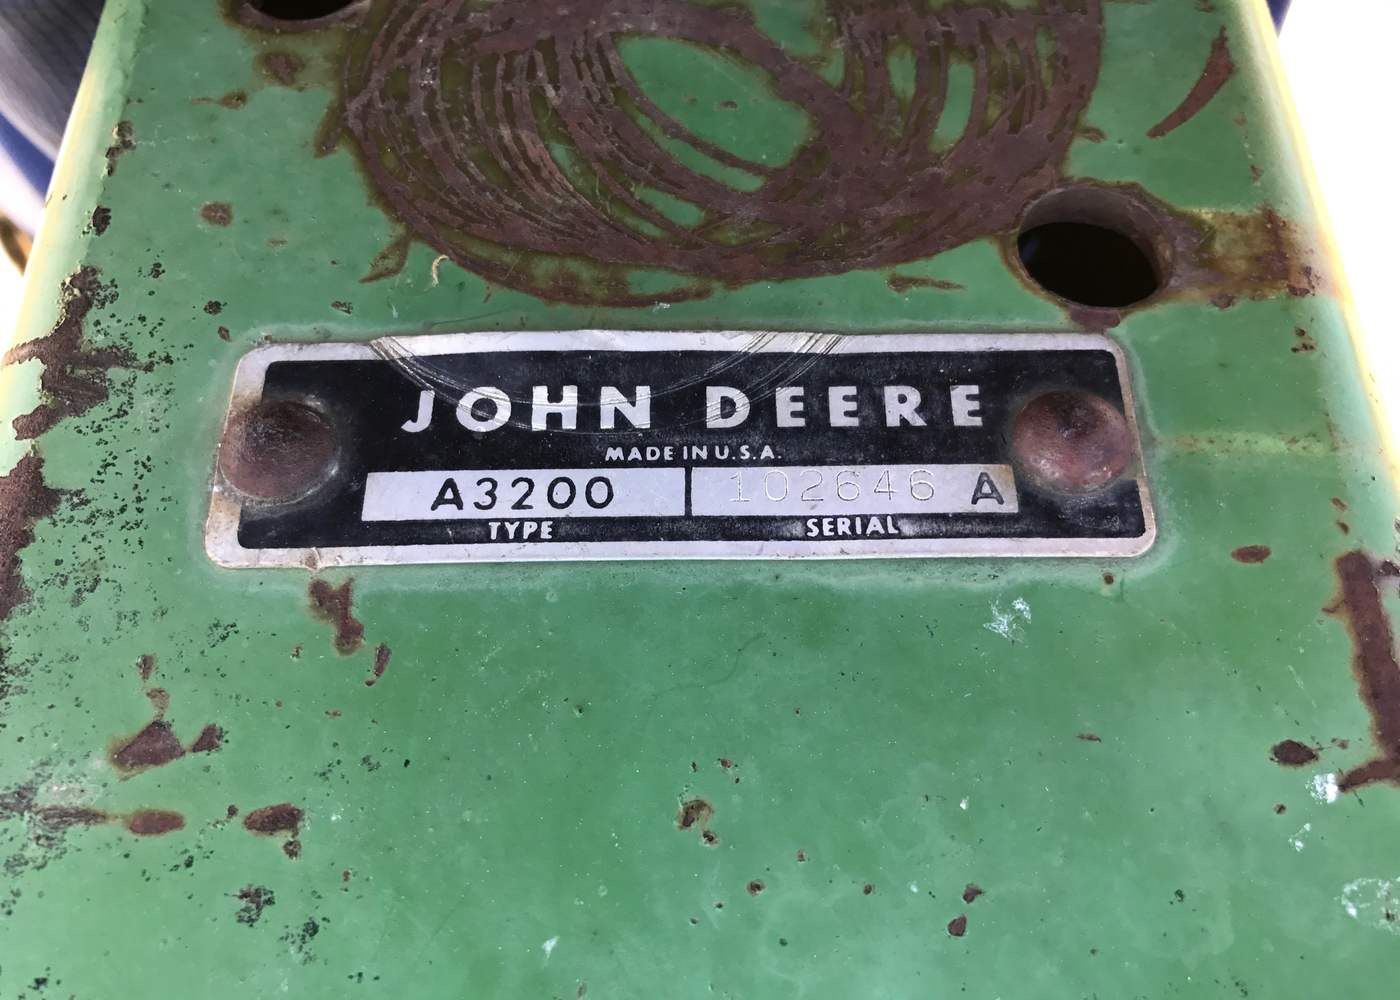 JOHN DEERE
MADE IN U.S.A.
A3200 102646 A
TYPE SERIAL